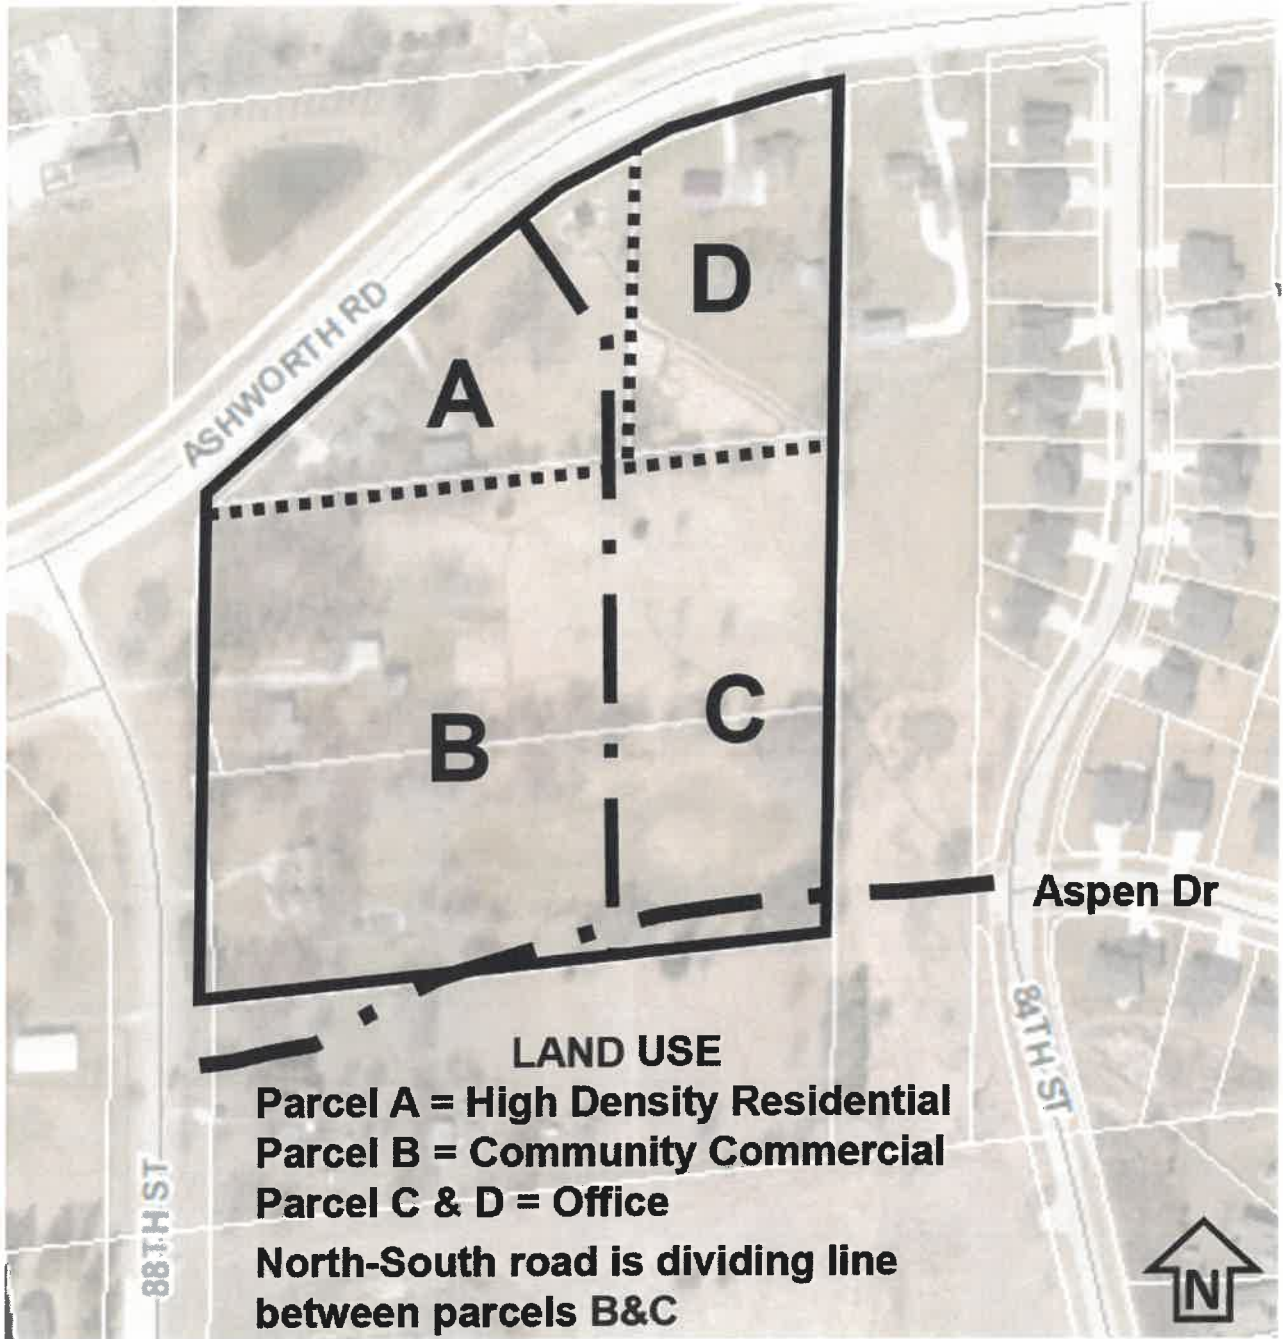 ASHWORTH RD
D
A
C
B
Aspen Dr
84TH ST
88TH ST
LAND USE
Parcel A = High Density Residential
Parcel B = Community Commercial
Parcel C & D = Office
North-South road is dividing line
between parcels B&C
N